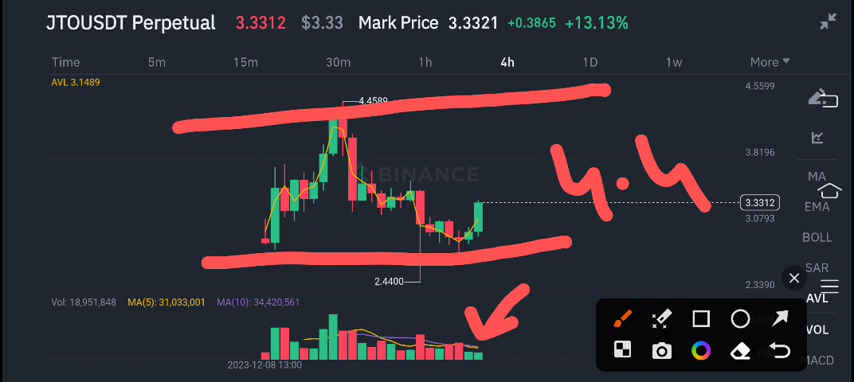 JTOUSDT Perpetual 3.3312 $3.33 Mark Price 3.3321 +0.3865 +13.13%
Time 5m 15m 30m 1h 4h 1D 1w More
AVL 3.1489
4.4589
4.5599
3.8196
BINANCE
4.4
MA
3.3312
EMA
3.0793
BOLL
SAR
2.4400
2.3390
AVL
Vol: 18,951,848 MA(5): 31,033,001 MA(10): 34,420,561
VOL
MACD
2023-12-08 13:00